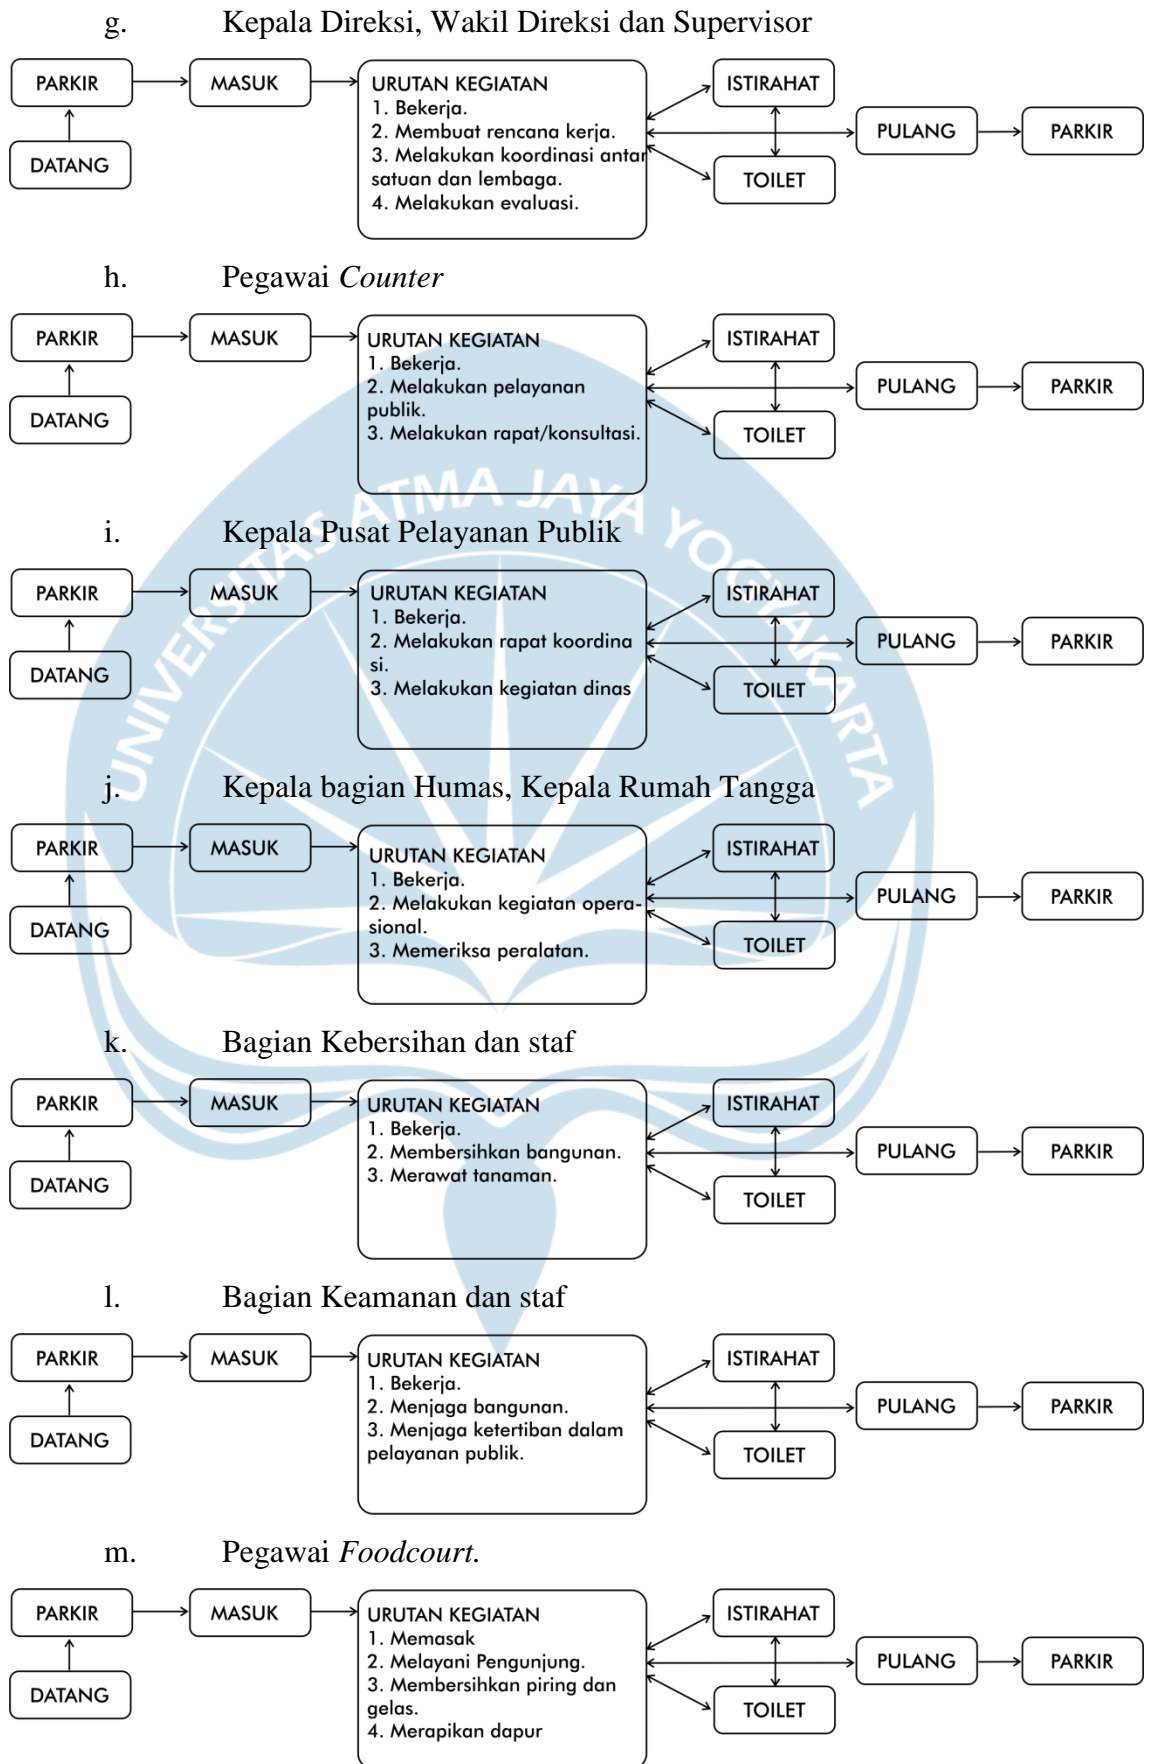 g. Kepala Direksi, Wakil Direksi dan Supervisor
PARKIR
MASUK
DATANG
URUTAN KEGIATAN
1. Bekerja.
2. Membuat rencana kerja.
3. Melakukan koordinasi antar
satuan dan lembaga.
4. Melakukan evaluasi.
ISTIRAHAT
TOILET
PULANG
PARKIR
h. Pegawai Counter
PARKIR
MASUK
DATANG
URUTAN KEGIATAN
1. Bekerja.
2. Melakukan pelayanan
publik.
3. Melakukan rapat/konsultasi.
ISTIRAHAT
TOILET
PULANG
PARKIR
UNIVERSITAS ATMA JAYA YOGYAKARTA
i. Kepala Pusat Pelayanan Publik
PARKIR
MASUK
DATANG
URUTAN KEGIATAN
1. Bekerja.
2. Melakukan rapat koordina
si.
3. Melakukan kegiatan dinas
ISTIRAHAT
TOILET
PULANG
PARKIR
j. Kepala bagian Humas, Kepala Rumah Tangga
PARKIR
MASUK
DATANG
URUTAN KEGIATAN
1. Bekerja.
2. Melakukan kegiatan opera-
sional.
3. Memeriksa peralatan.
ISTIRAHAT
TOILET
PULANG
PARKIR
k. Bagian Kebersihan dan staf
PARKIR
MASUK
DATANG
URUTAN KEGIATAN
1. Bekerja.
2. Membersihkan bangunan.
3. Merawat tanaman.
ISTIRAHAT
TOILET
PULANG
PARKIR
l. Bagian Keamanan dan staf
PARKIR
MASUK
DATANG
URUTAN KEGIATAN
1. Bekerja.
2. Menjaga bangunan.
3. Menjaga ketertiban dalam
pelayanan publik.
ISTIRAHAT
TOILET
PULANG
PARKIR
m. Pegawai Foodcourt.
PARKIR
MASUK
DATANG
URUTAN KEGIATAN
1. Memasak
2. Melayani Pengunjung.
3. Membersihkan piring dan
gelas.
4. Merapikan dapur
ISTIRAHAT
TOILET
PULANG
PARKIR